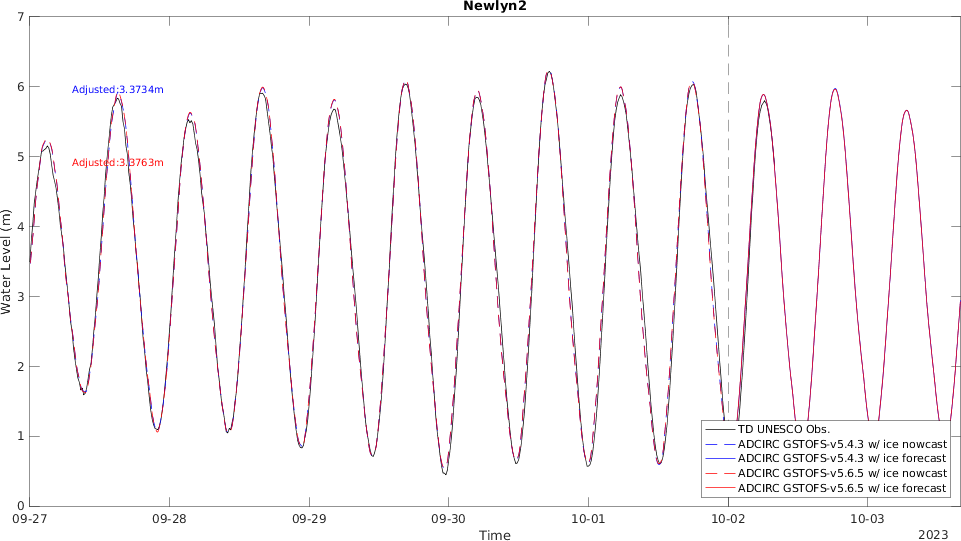 Newlyn2
7
6
5
4
3
2
1
0
Water Level (m)
Adjusted:3.3734m
Adjusted:3.3763m
TD UNESCO Obs.
ADCIRC GSTOFS-v5.4.3 w/ ice nowcast
ADCIRC GSTOFS-v5.4.3 w/ ice forecast
ADCIRC GSTOFS-v5.6.5 w/ ice nowcast
ADCIRC GSTOFS-v5.6.5 w/ ice forecast
09-27 09-28 09-29 09-30 10-01 10-02 10-03
Time
2023